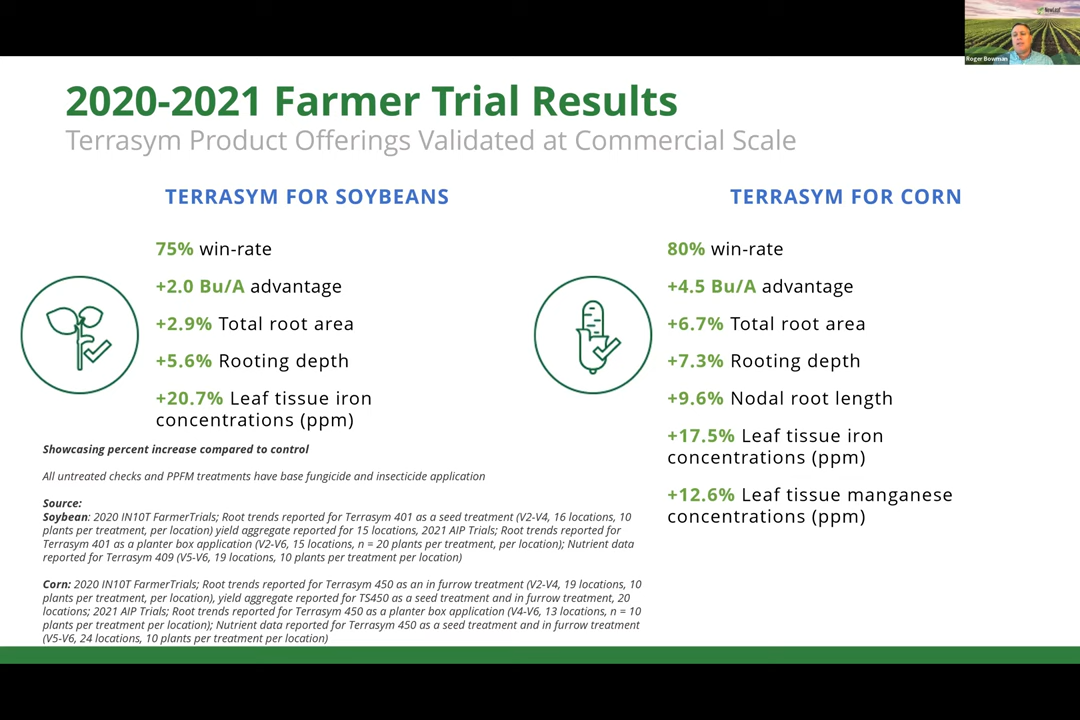 NewLeaf
Roger Bowman
2020-2021 Farmer Trial Results
Terrasym Product Offerings Validated at Commercial Scale
TERRASYM FOR SOYBEANS
75% win-rate
+2.0 Bu/A advantage
+2.9% Total root area
+5.6% Rooting depth
+20.7% Leaf tissue iron
concentrations (ppm)
Showcasing percent increase compared to control
All untreated checks and PPFM treatments have base fungicide and insecticide application
Source:
Soybean: 2020 IN10T FarmerTrials; Root trends reported for Terrasym 401 as a seed treatment (V2-V4, 16 locations, 10
plants per treatment, per location) yield aggregate reported for 15 locations, 2021 AIP Trials; Root trends reported for
Terrasym 401 as a planter box application (V2-V6, 15 locations, n = 20 plants per treatment, per location); Nutrient data
reported for Terrasym 409 (V5-V6, 19 locations, 10 plants per treatment per location)
Corn: 2020 IN10T FarmerTrials; Root trends reported for Terrasym 450 as an in furrow treatment (V2-V4, 19 locations, 10
plants per treatment, per location), yield aggregate reported for TS450 as a seed treatment and in furrow treatment, 20
locations; 2021 AIP Trials; Root trends reported for Terrasym 450 as a planter box application (V4-V6, 13 locations, n = 10
plants per treatment per location); Nutrient data reported for Terrasym 450 as a seed treatment and in furrow treatment
(V5-V6, 24 locations, 10 plants per treatment per location)
TERRASYM FOR CORN
80% win-rate
+4.5 Bu/A advantage
+6.7% Total root area
+7.3% Rooting depth
+9.6% Nodal root length
+17.5% Leaf tissue iron
concentrations (ppm)
+12.6% Leaf tissue manganese
concentrations (ppm)